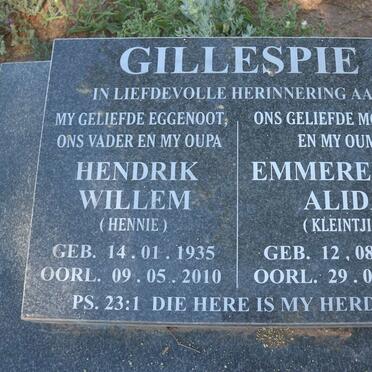 GILLESPIE
IN LIEFDEVOLLE HERINNERING AA
MY GELIEFDE EGGENOOT,
ONS VADER EN MY OUPA
HENDRIK
WILLEM
( HENNIE )
GEB. 14 . 01 . 1935
OORL. 09 . 05 . 2010
ONS GELIEFDE MO
EN MY OUM
EMMERE
ALID
( KLEINTJI
GEB. 12 . 08
OORL. 29 . 0
PS. 23:1 DIE HERE IS MY HERD